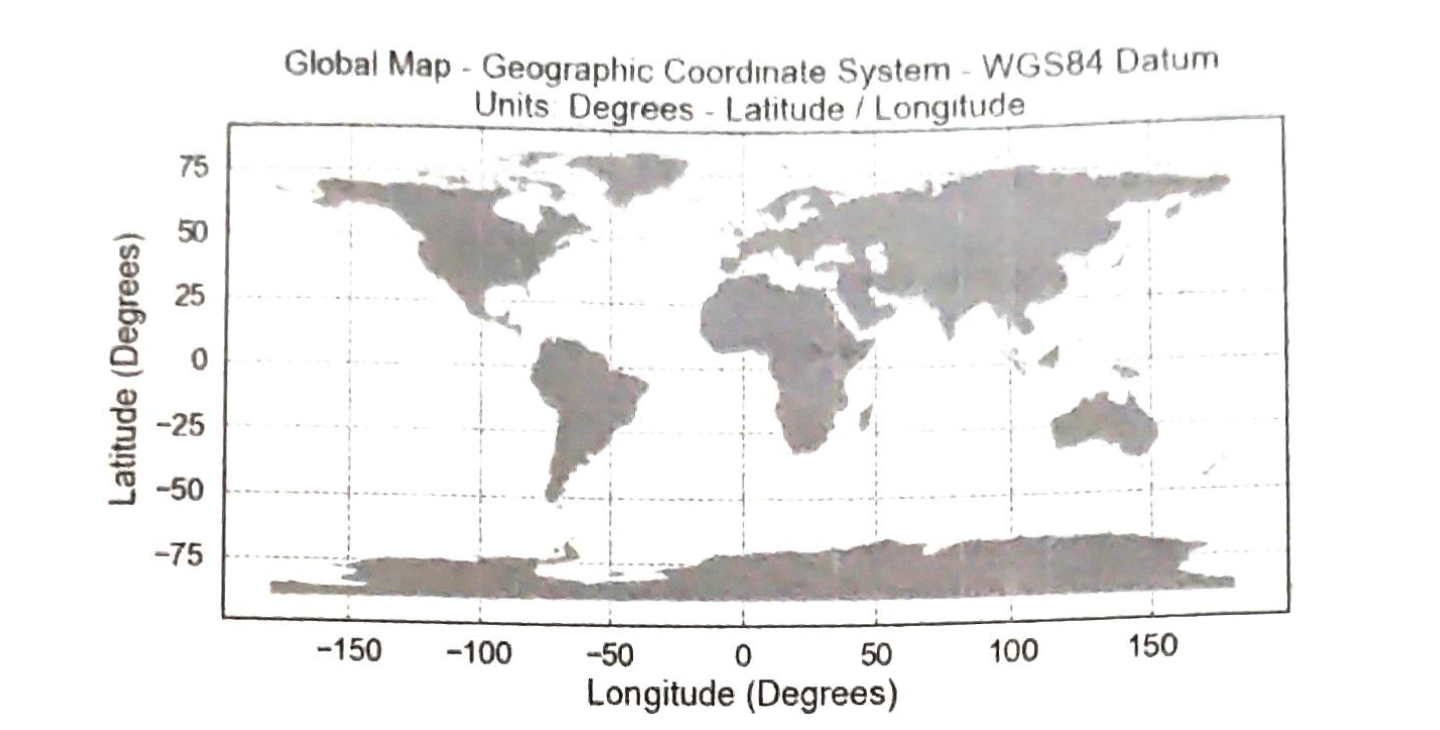 Global Map - Geographic Coordinate System - WGS84 Datum
Units: Degrees - Latitude / Longitude
75
50
25
0
−25
−50
−75
Latitude (Degrees)
−150 −100 −50 0 50 100 150
Longitude (Degrees)